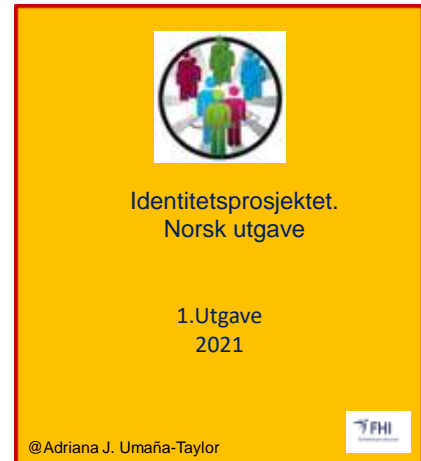 Identitetsprosjektet.
Norsk utgave
1.Utgave
2021
@Adriana J. Umaña-Taylor
FHI